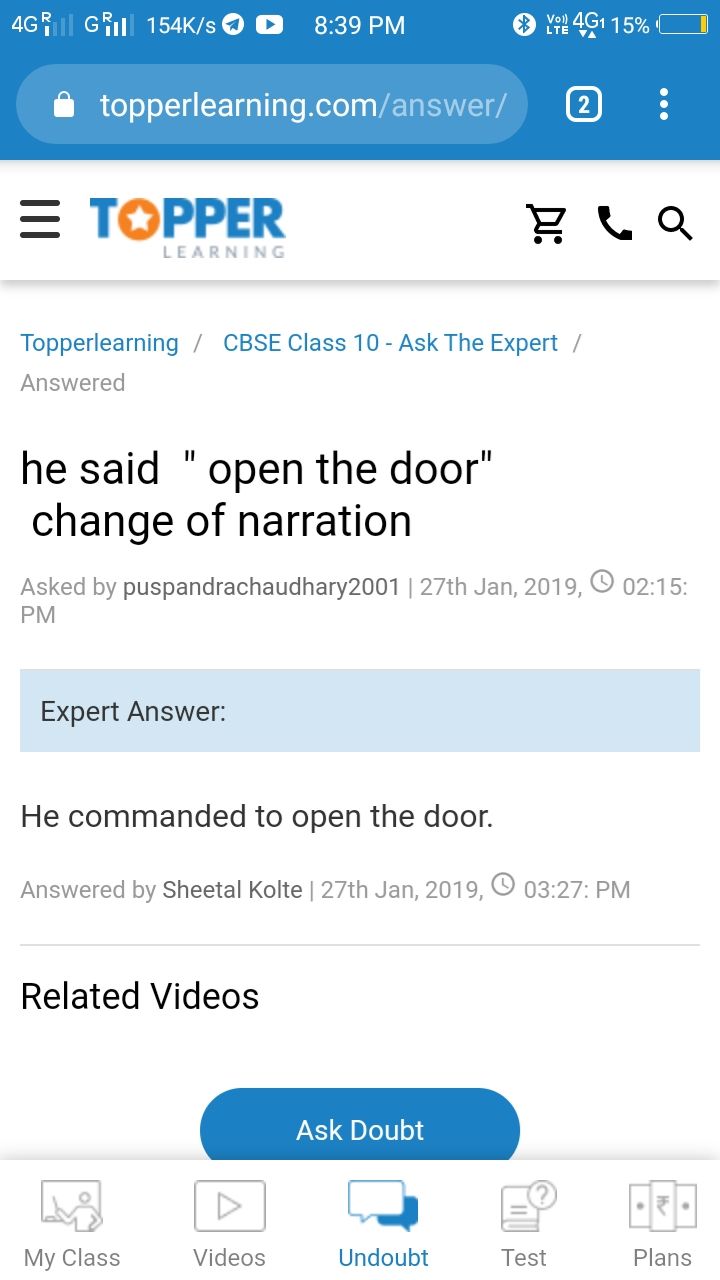 4G R G R 154K/s 8:39 PM Vo)) LTE 4G1 15%
topperlearning.com/answer/ 2
TOPPER
LEARNING
Topperlearning / CBSE Class 10 - Ask The Expert /
Answered
he said " open the door"
change of narration
Asked by puspandrachaudhary2001 | 27th Jan, 2019, 02:15:
PM
Expert Answer:
He commanded to open the door.
Answered by Sheetal Kolte | 27th Jan, 2019, 03:27: PM
Related Videos
Ask Doubt
My Class Videos Undoubt Test Plans